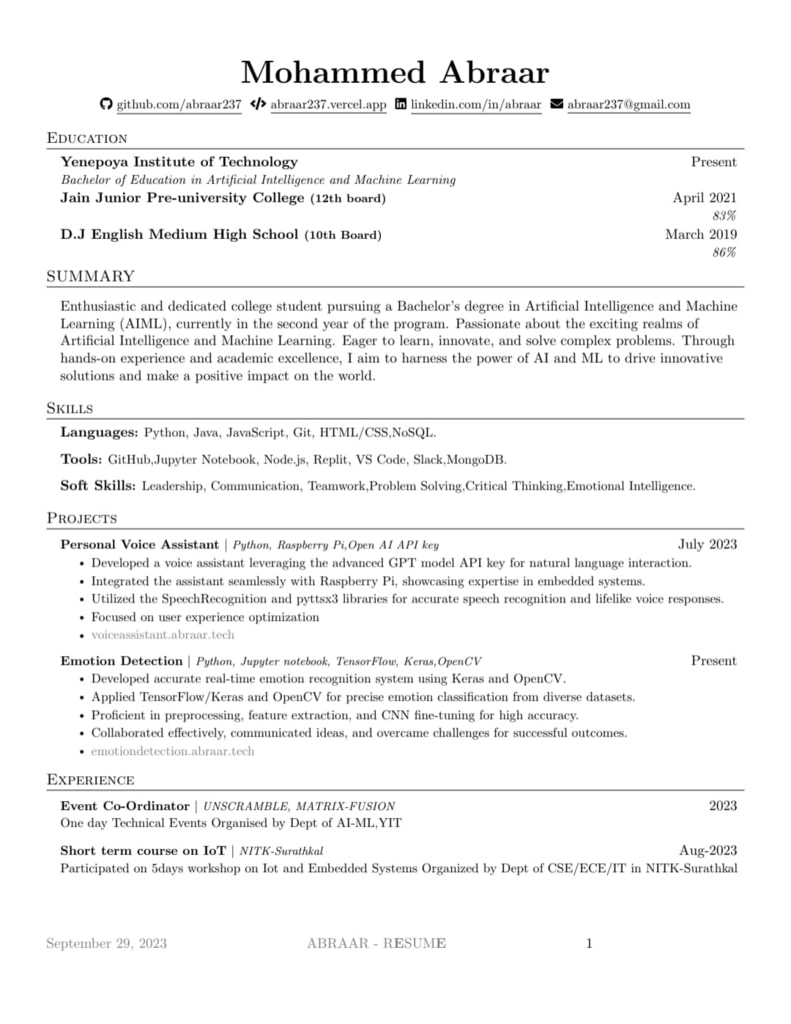 Mohammed Abraar
github.com/abraar237 abraar237.vercel.app linkedin.com/in/abraar abraar237@gmail.com
Education
Yenepoya Institute of Technology Present
Bachelor of Education in Artificial Intelligence and Machine Learning
Jain Junior Pre-university College (12th board) April 2021
83%
D.J English Medium High School (10th Board) March 2019
86%
SUMMARY
Enthusiastic and dedicated college student pursuing a Bachelor's degree in Artificial Intelligence and Machine
Learning (AIML), currently in the second year of the program. Passionate about the exciting realms of
Artificial Intelligence and Machine Learning. Eager to learn, innovate, and solve complex problems. Through
hands-on experience and academic excellence, I aim to harness the power of AI and ML to drive innovative
solutions and make a positive impact on the world.
Skills
Languages: Python, Java, JavaScript, Git, HTML/CSS,NoSQL.
Tools: GitHub,Jupyter Notebook, Node.js, Replit, VS Code, Slack,MongoDB.
Soft Skills: Leadership, Communication, Teamwork,Problem Solving,Critical Thinking,Emotional Intelligence.
Projects
Personal Voice Assistant | Python, Raspberry Pi,Open AI API key July 2023
• Developed a voice assistant leveraging the advanced GPT model API key for natural language interaction.
• Integrated the assistant seamlessly with Raspberry Pi, showcasing expertise in embedded systems.
• Utilized the SpeechRecognition and pyttsx3 libraries for accurate speech recognition and lifelike voice responses.
• Focused on user experience optimization
• voiceassistant.abraar.tech
Emotion Detection | Python, Jupyter notebook, TensorFlow, Keras,OpenCV Present
• Developed accurate real-time emotion recognition system using Keras and OpenCV.
• Applied TensorFlow/Keras and OpenCV for precise emotion classification from diverse datasets.
• Proficient in preprocessing, feature extraction, and CNN fine-tuning for high accuracy.
• Collaborated effectively, communicated ideas, and overcame challenges for successful outcomes.
• emotiondetection.abraar.tech
Experience
Event Co-Ordinator | UNSCRAMBLE, MATRIX-FUSION 2023
One day Technical Events Organised by Dept of AI-ML,YIT
Short term course on IoT | NITK-Surathkal Aug-2023
Participated on 5days workshop on Iot and Embedded Systems Organized by Dept of CSE/ECE/IT in NITK-Surathkal
September 29, 2023 ABRAAR - RESUME 1